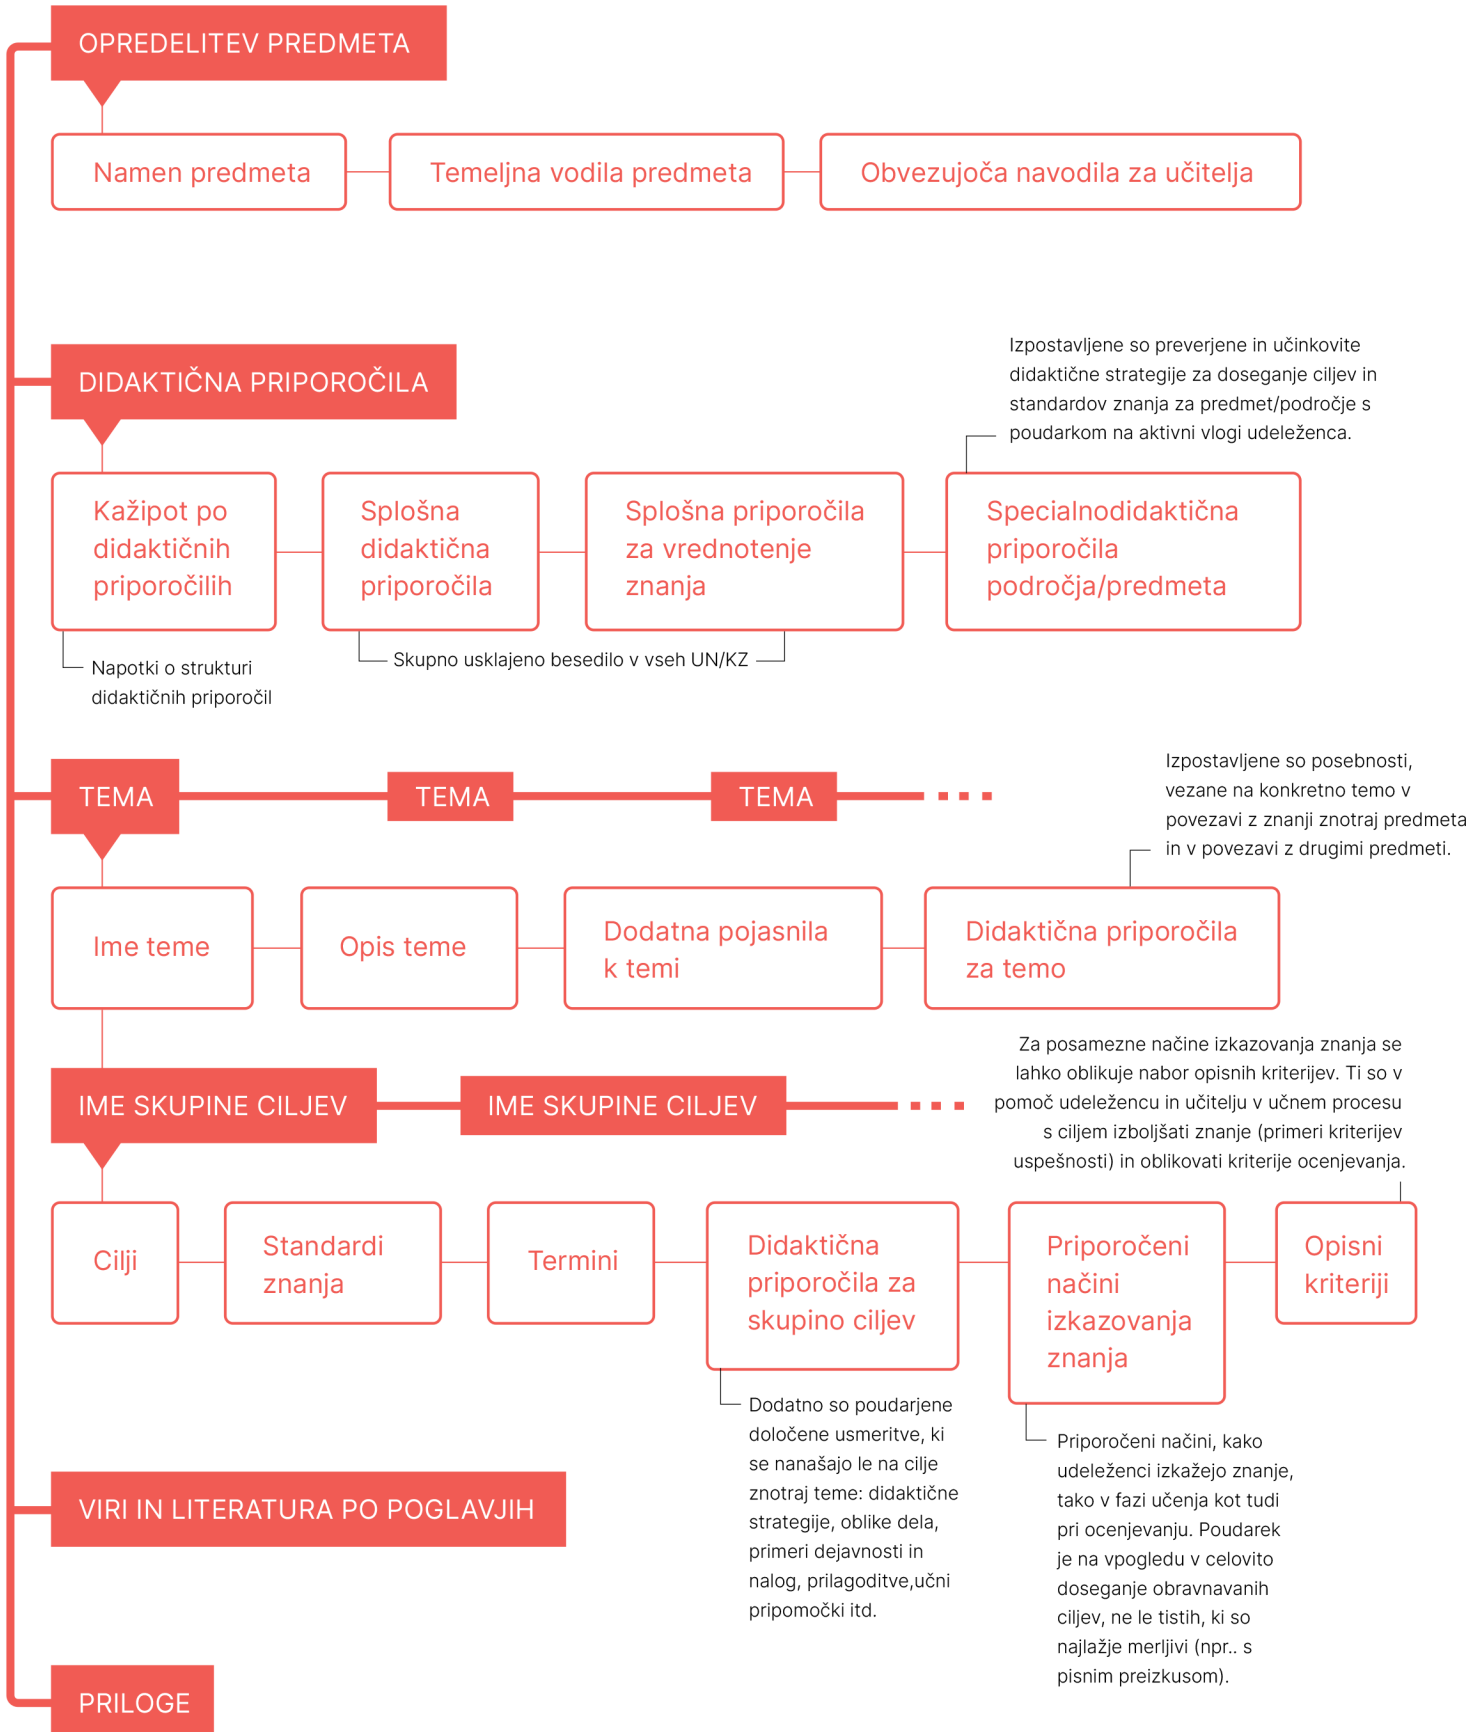 OPREDELITEV PREDMETA
Namen predmeta
Temeljna vodila predmeta
Obvezujoča navodila za učitelja
Izpostavljene so preverjene in učinkovite
didaktične strategije za doseganje ciljev in
standardov znanja za predmet/področje s
poudarkom na aktivni vlogi udeleženca.
DIDAKTIČNA PRIPOROČILA
Kažipot po
didaktičnih
priporočilih
Splošna
didaktična
priporočila
Splošna priporočila
za vrednotenje
znanja
Specialnodidaktična
priporočila
področja/predmeta
Napotki o strukturi
didaktičnih priporočil
Skupno usklajeno besedilo v vseh UN/KZ
Izpostavljene so posebnosti,
vezane na konkretno temo v
povezavi z znanji znotraj predmeta
in v povezavi z drugimi predmeti.
TEMA
TEMA
TEMA
Ime teme
Opis teme
Dodatna pojasnila
k temi
Didaktična priporočila
za temo
Za posamezne načine izkazovanja znanja se
lahko oblikuje nabor opisnih kriterijev. Ti so v
pomoč udeležencu in učitelju v učnem procesu
s ciljem izboljšati znanje (primeri kriterijev
uspešnosti) in oblikovati kriterije ocenjevanja.
IME SKUPINE CILJEV
IME SKUPINE CILJEV
Cilji
Standardi
znanja
Termini
Didaktična
priporočila za
skupino ciljev
Priporočeni
načini
izkazovanja
znanja
Opisni
kriteriji
Dodatno so poudarjene
določene usmeritve, ki
se nanašajo le na cilje
znotraj teme: didaktične
strategije, oblike dela,
primeri dejavnosti in
nalog, prilagoditve,učni
pripomočki itd.
Priporočeni načini, kako
udeleženci izkažejo znanje,
tako v fazi učenja kot tudi
pri ocenjevanju. Poudarek
je na vpogledu v celovito
doseganje obravnavanih
ciljev, ne le tistih, ki so
najlažje merljivi (npr.. s
pisnim preizkusom).
VIRI IN LITERATURA PO POGLAVJIH
PRILOGE